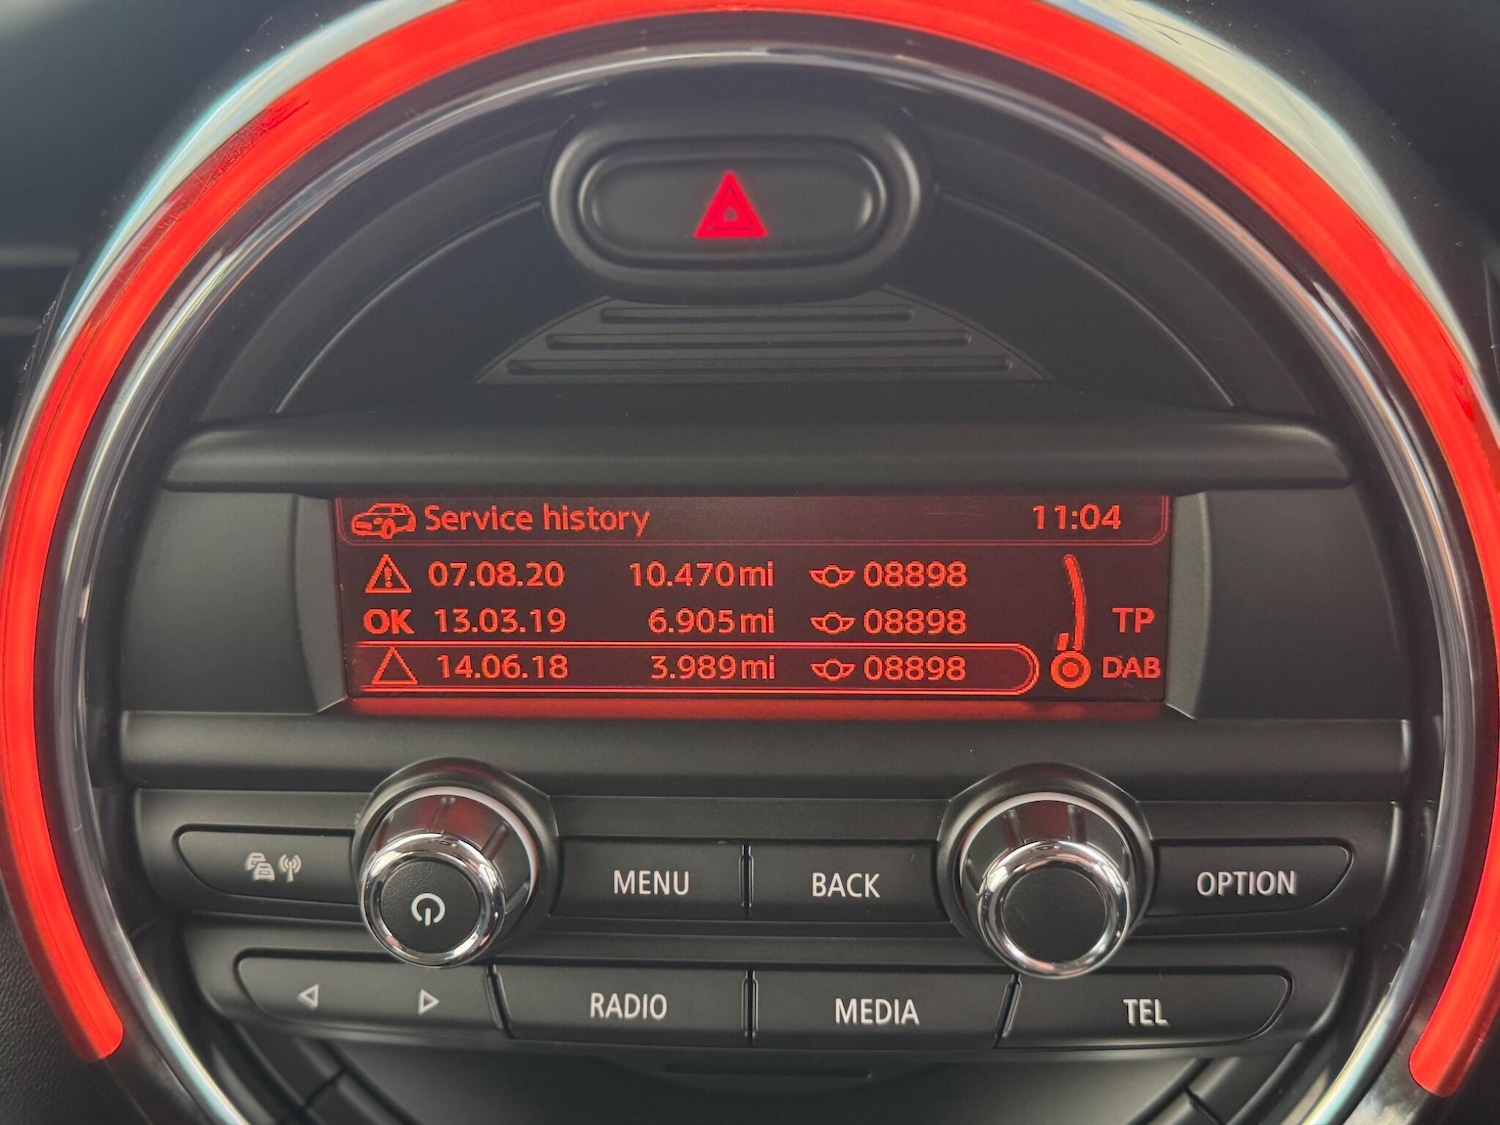 Service history 11:04
07.08.20 10.470mi 08898
OK 13.03.19 6.905mi 08898 TP
14.06.18 3.989mi 08898 DAB
MENU BACK OPTION
RADIO MEDIA TEL